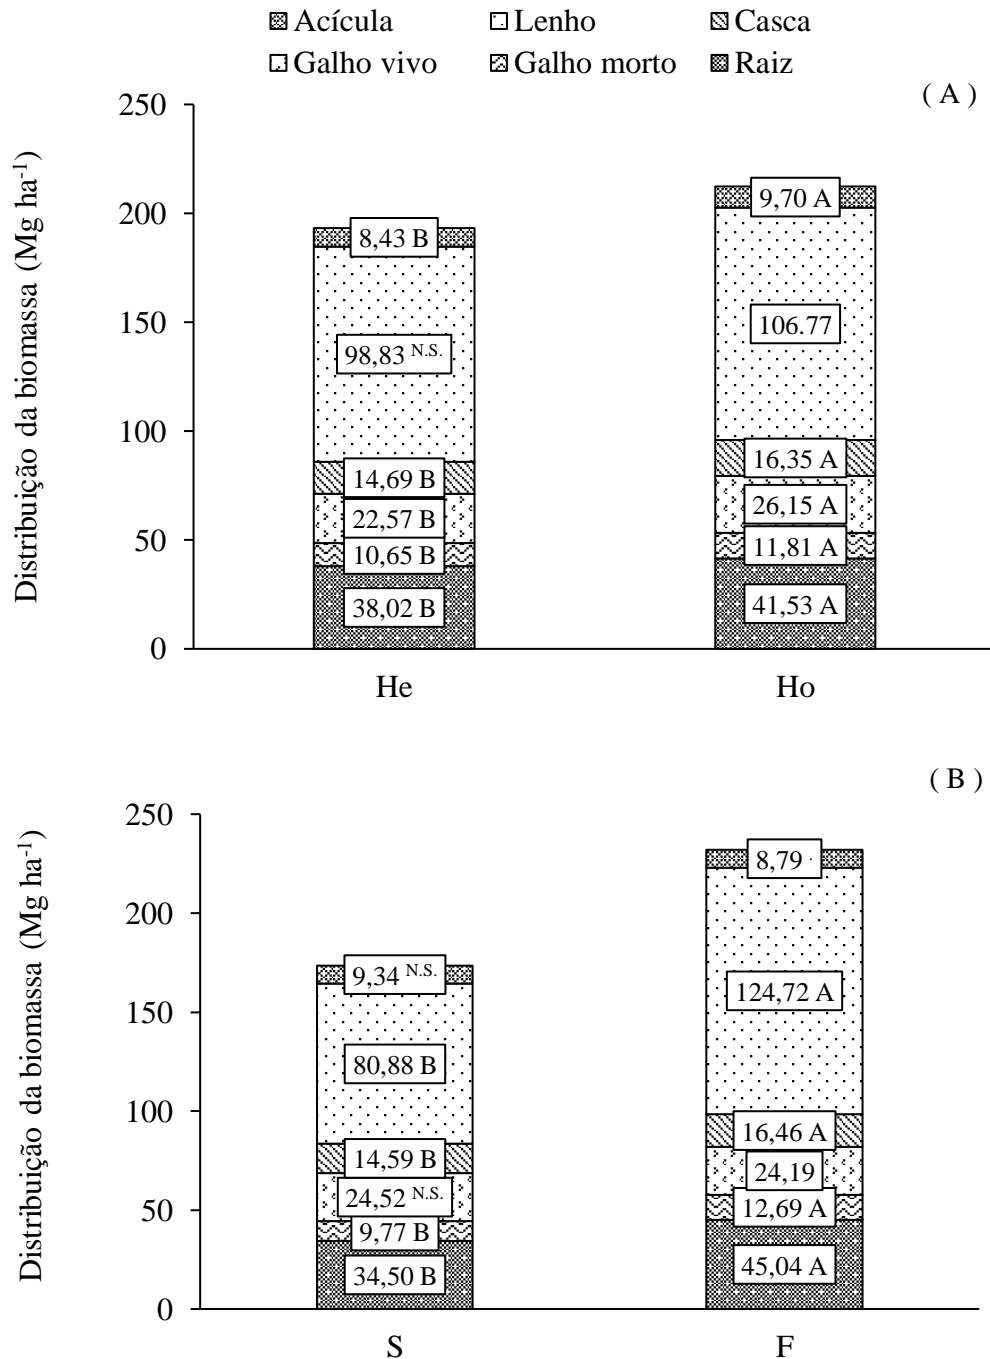 Acícula Lenho Casca
Galho vivo Galho morto Raiz
( A )
Distribuição da biomassa (Mg ha⁻¹)
250
200
150
100
50
0
8,43 B
98,83 N.S.
14,69 B
22,57 B
10,65 B
38,02 B
9,70 A
106.77
16,35 A
26,15 A
11,81 A
41,53 A
He Ho
( B )
Distribuição da biomassa (Mg ha⁻¹)
250
200
150
100
50
0
9,34 N.S.
80,88 B
14,59 B
24,52 N.S.
9,77 B
34,50 B
8,79 .
124,72 A
16,46 A
24,19
12,69 A
45,04 A
S F